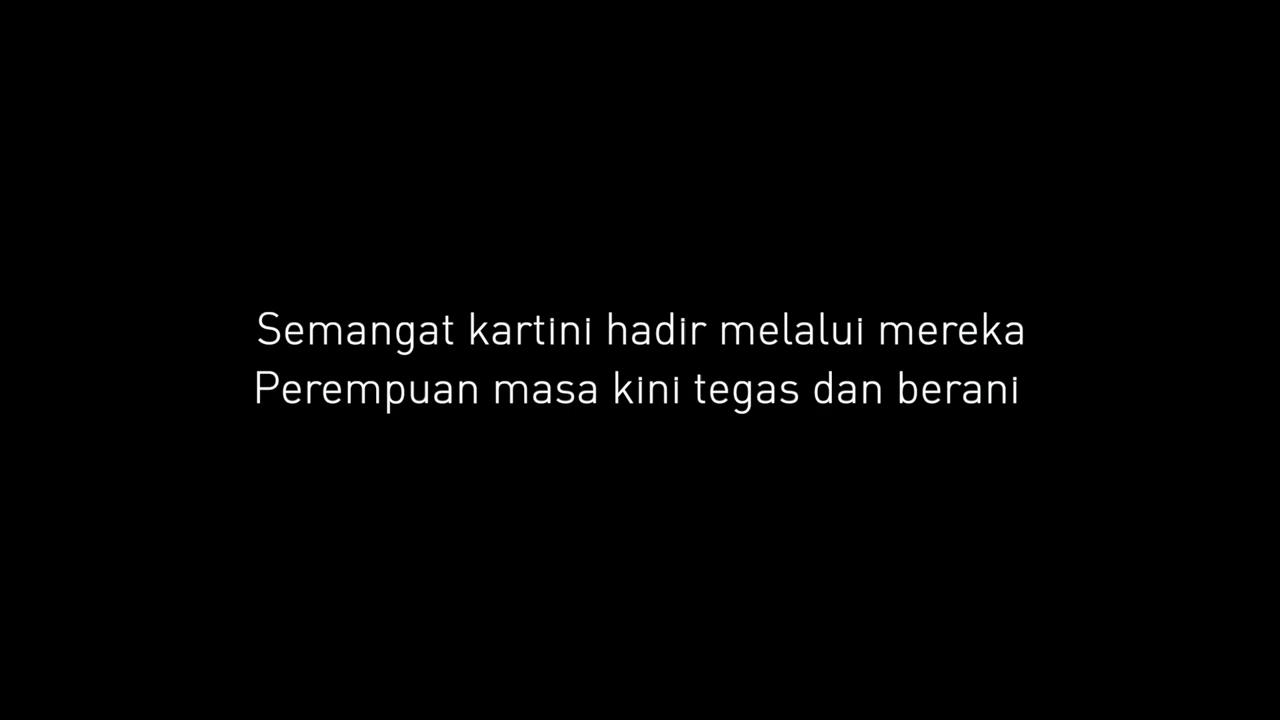 Semangat kartini hadir melalui mereka
Perempuan masa kini tegas dan berani